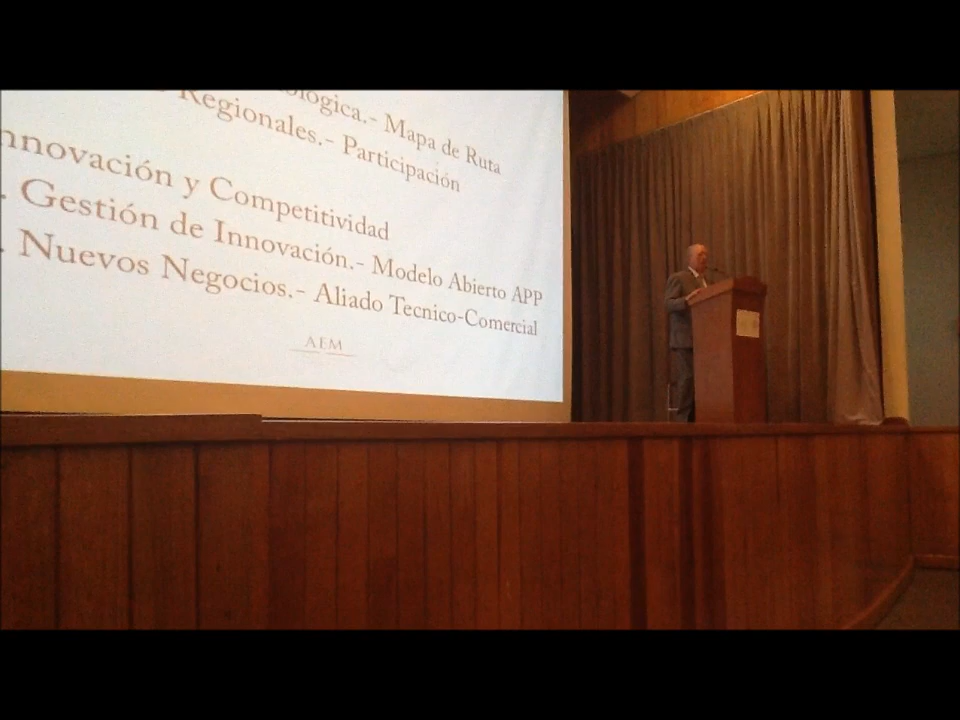 ológica.- Mapa de Ruta
Regionales.- Participación
nnovación y Competitividad
. Gestión de Innovación.- Modelo Abierto APP
. Nuevos Negocios.- Aliado Tecnico-Comercial
AEM